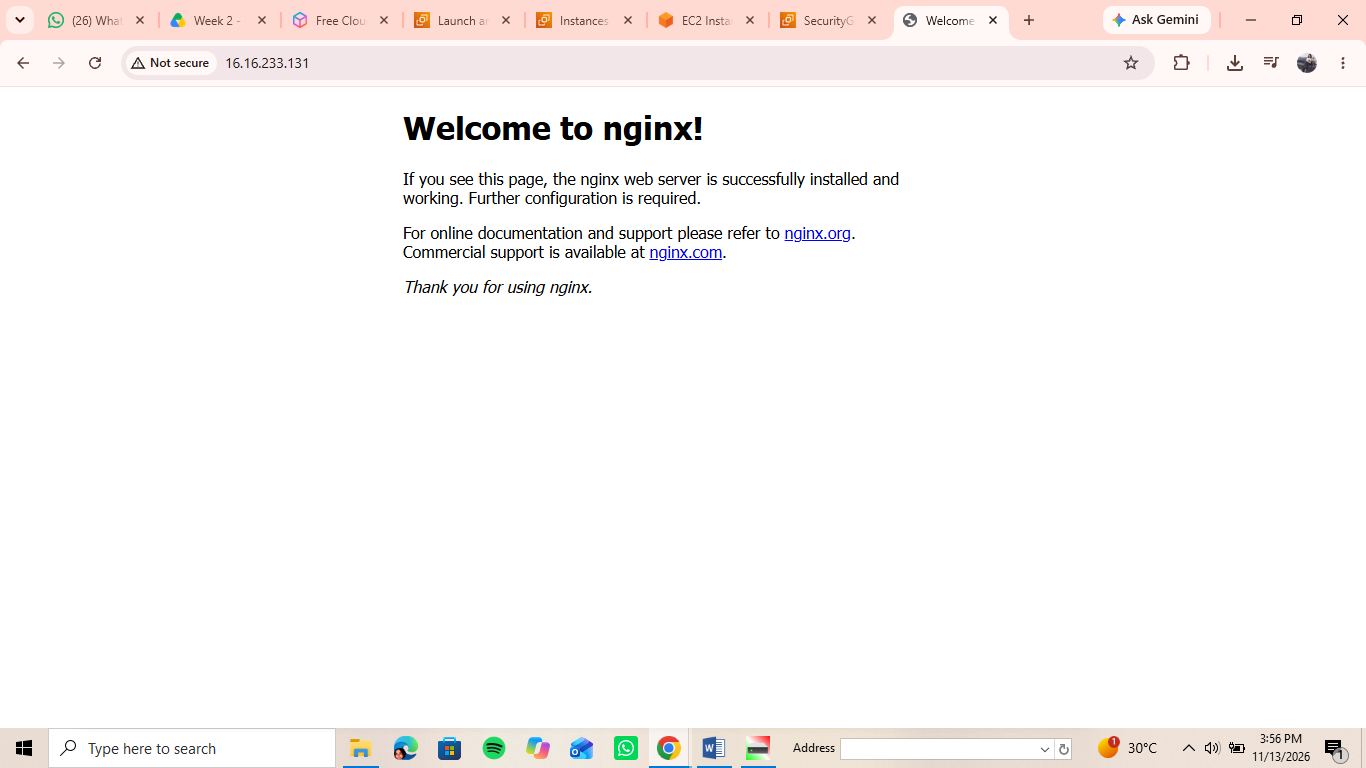 (26) What
Week 2 -
Free Clou
Launch an
Instances
EC2 Insta
SecurityG
Welcome
Ask Gemini
Not secure
16.16.233.131
Welcome to nginx!
If you see this page, the nginx web server is successfully installed and
working. Further configuration is required.
For online documentation and support please refer to nginx.org.
Commercial support is available at nginx.com.
Thank you for using nginx.
Type here to search
Address
1
30°C
3:56 PM
11/13/2026
1